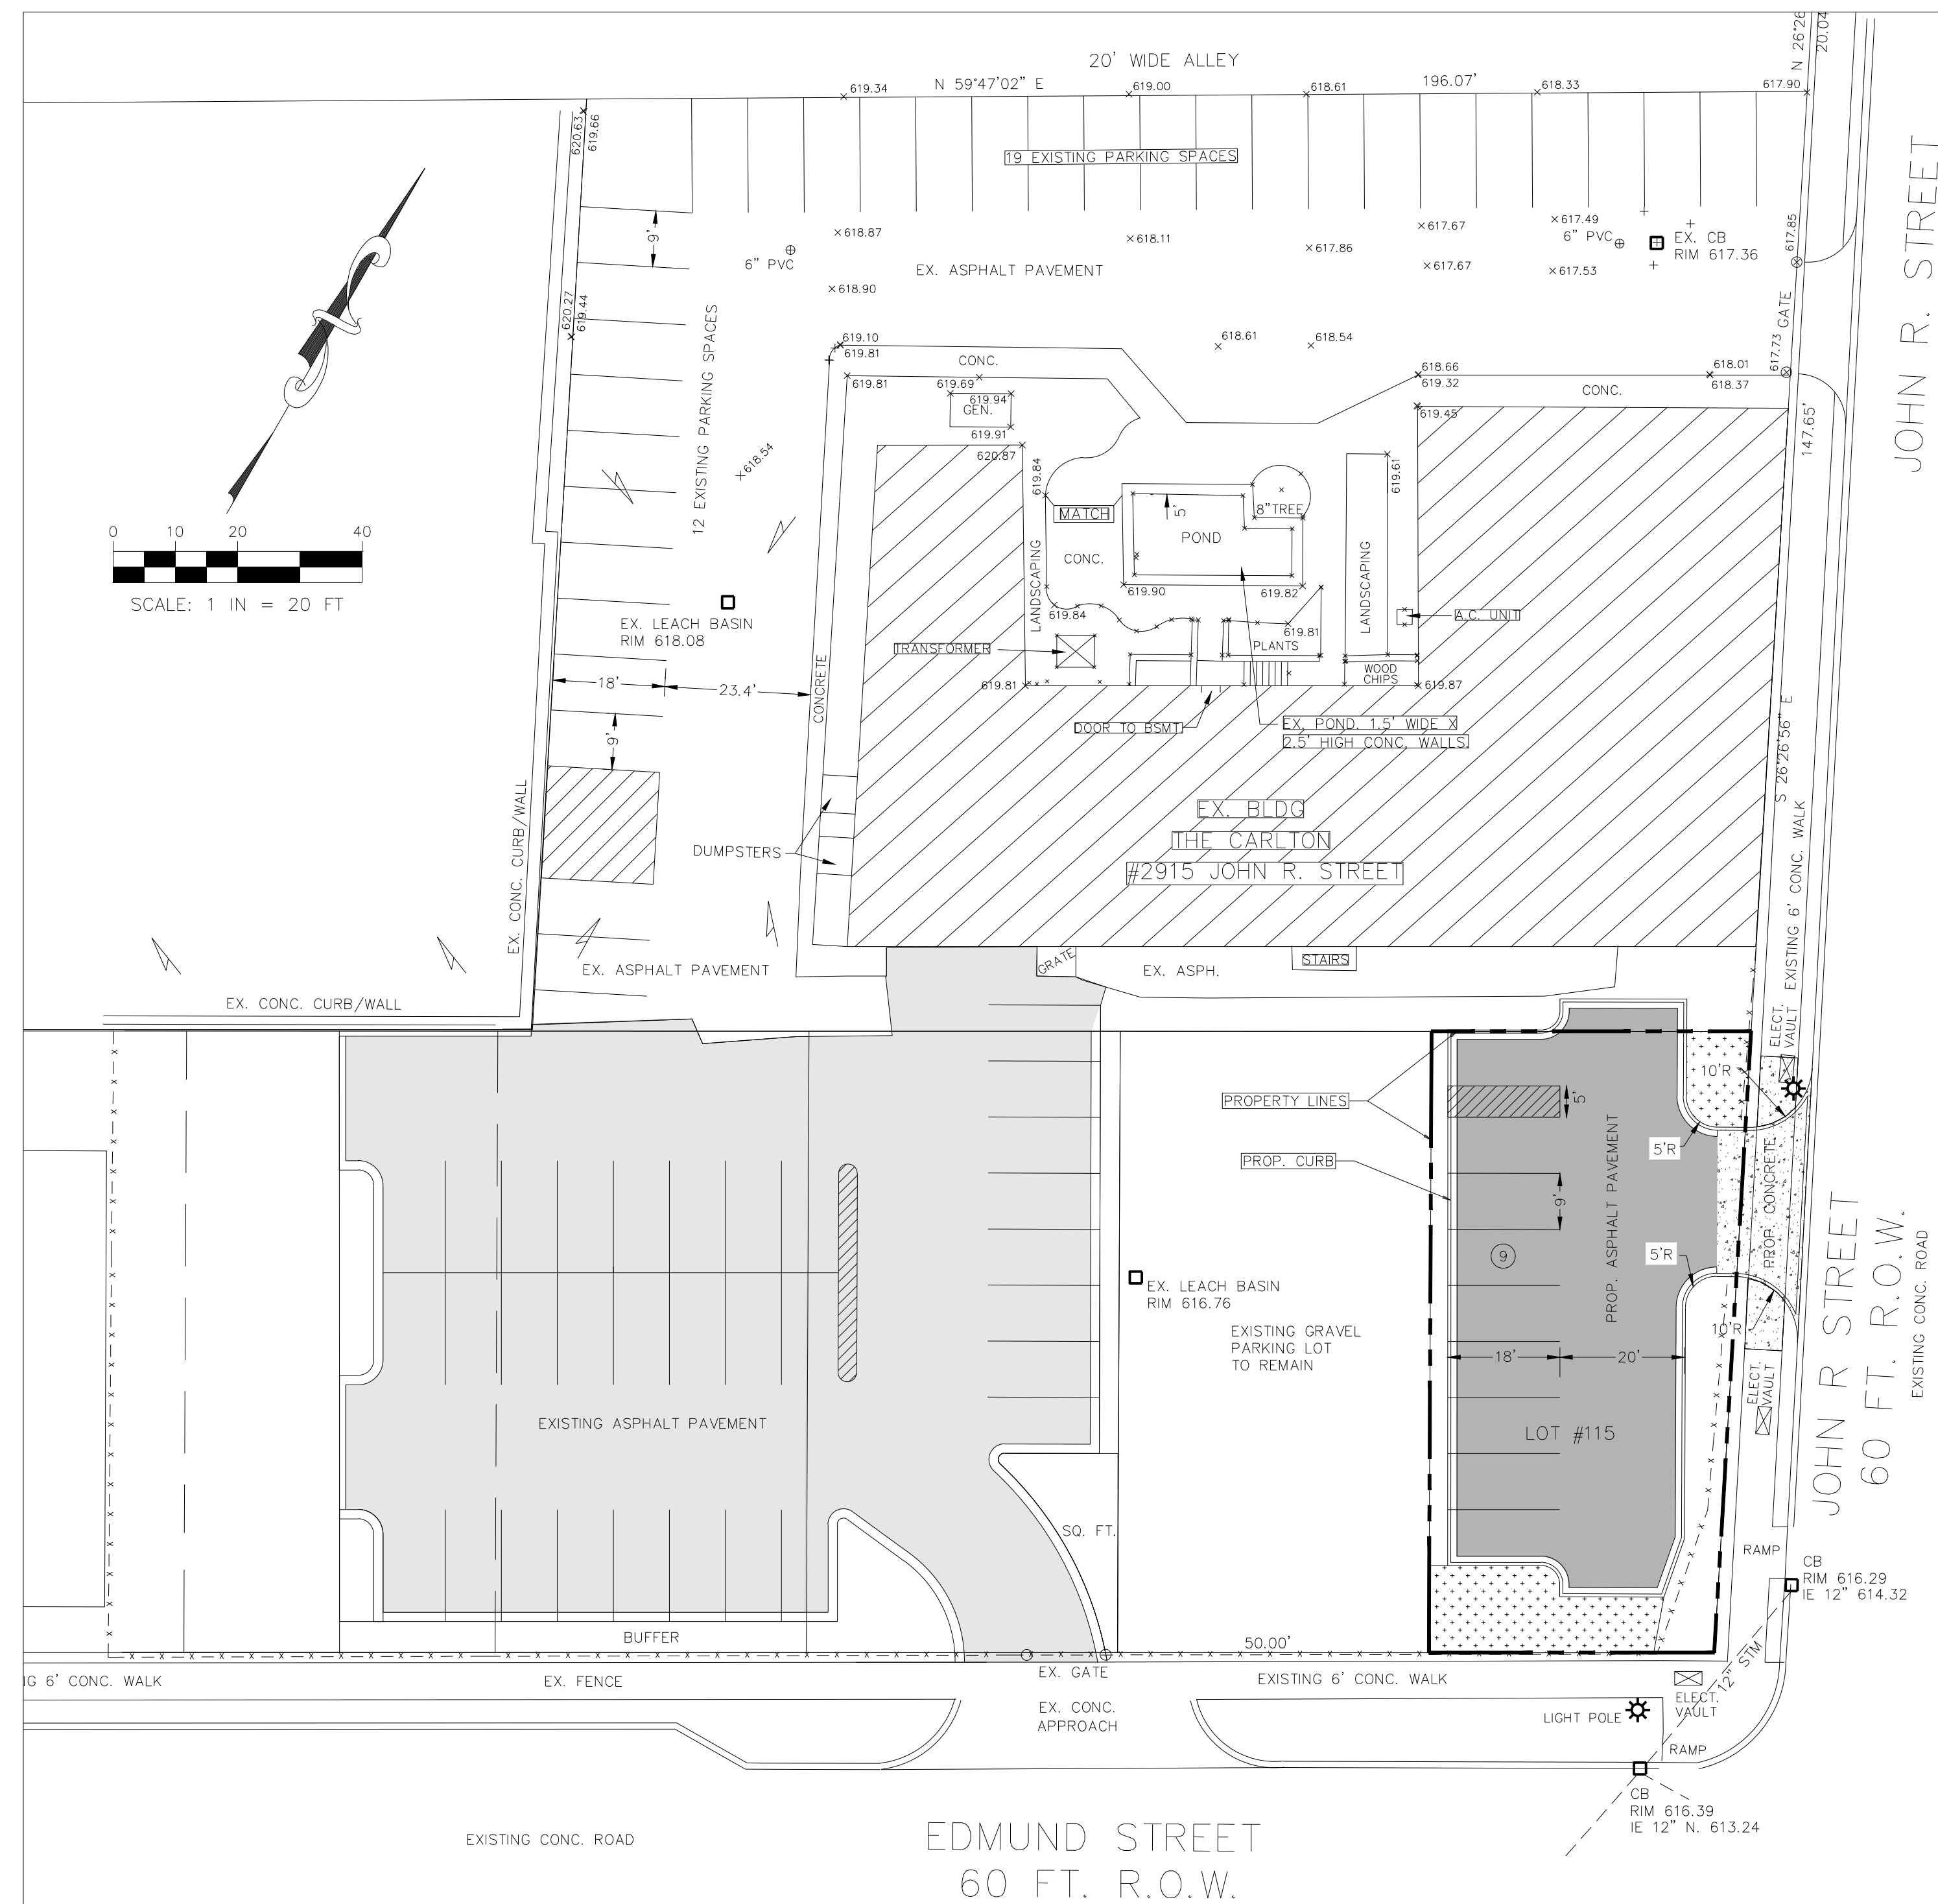 20' WIDE ALLEY
N 59°47'02" E
196.07'
619.34
619.00
618.61
618.33
617.90
N 26°26
20.04
620.63
619.66
19 EXISTING PARKING SPACES
JOHN R. STREET
9'
6" PVC
618.87
618.11
617.86
617.67
617.49
6" PVC
EX. CB
RIM 617.36
617.85
EX. ASPHALT PAVEMENT
617.67
617.53
618.90
620.27
619.44
12 EXISTING PARKING SPACES
619.10
619.81
CONC.
618.61
618.54
618.66
619.32
618.01
618.37
617.73
GATE
CONC.
147.65'
619.81
619.69
619.94
GEN.
619.91
620.87
619.45
618.54
619.84
619.61
MATCH
5'
8"TREE
POND
CONC.
LANDSCAPING
LANDSCAPING
0 10 20 40
SCALE: 1 IN = 20 FT
619.90
619.82
619.84
A.C. UNIT
EX. LEACH BASIN
RIM 618.08
TRANSFORMER
619.81
PLANTS
WOOD
CHIPS
18'
23.4'
CONCRETE
619.81
619.87
9'
DOOR TO BSMT
EX. POND. 1.5' WIDE X
2.5' HIGH CONC. WALLS.
S 26°26'56" E
EX. CONC. CURB/WALL
DUMPSTERS
EX. BLDG
THE CARLTON
#2915 JOHN R. STREET
EXISTING 6' CONC. WALK
EX. ASPHALT PAVEMENT
GRATE
EX. ASPH.
STAIRS
EX. CONC. CURB/WALL
ELECT.
VAULT
10'R
PROPERTY LINES
5'
5'R
PROP. CURB
PROP. ASPHALT PAVEMENT
PROP. CONCRETE
9'
9
5'R
EX. LEACH BASIN
RIM 616.76
EXISTING GRAVEL
PARKING LOT
TO REMAIN
10'R
18'
20'
ELECT.
VAULT
JOHN R STREET
60 FT. R.O.W.
EXISTING CONC. ROAD
EXISTING ASPHALT PAVEMENT
LOT #115
SQ. FT.
RAMP
CB
RIM 616.29
IE 12" 614.32
BUFFER
50.00'
12" STM
NG 6' CONC. WALK
EX. FENCE
EX. GATE
EXISTING 6' CONC. WALK
ELECT.
VAULT
EX. CONC.
APPROACH
LIGHT POLE
RAMP
CB
RIM 616.39
IE 12" N. 613.24
EXISTING CONC. ROAD
EDMUND STREET
60 FT. R.O.W.